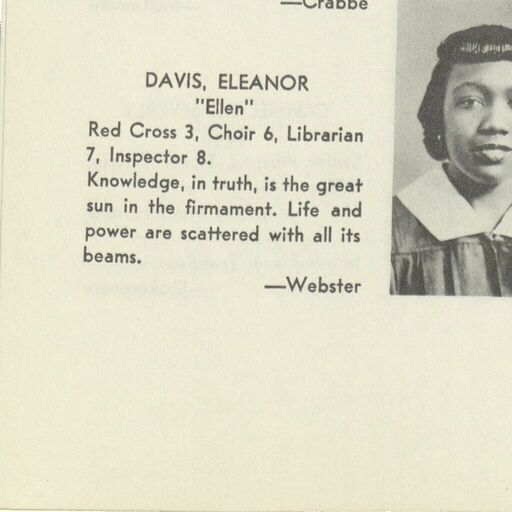 —Crabbe
DAVIS, ELEANOR
"Ellen"
Red Cross 3, Choir 6, Librarian
7, Inspector 8.
Knowledge, in truth, is the great
sun in the firmament. Life and
power are scattered with all its
beams.
—Webster